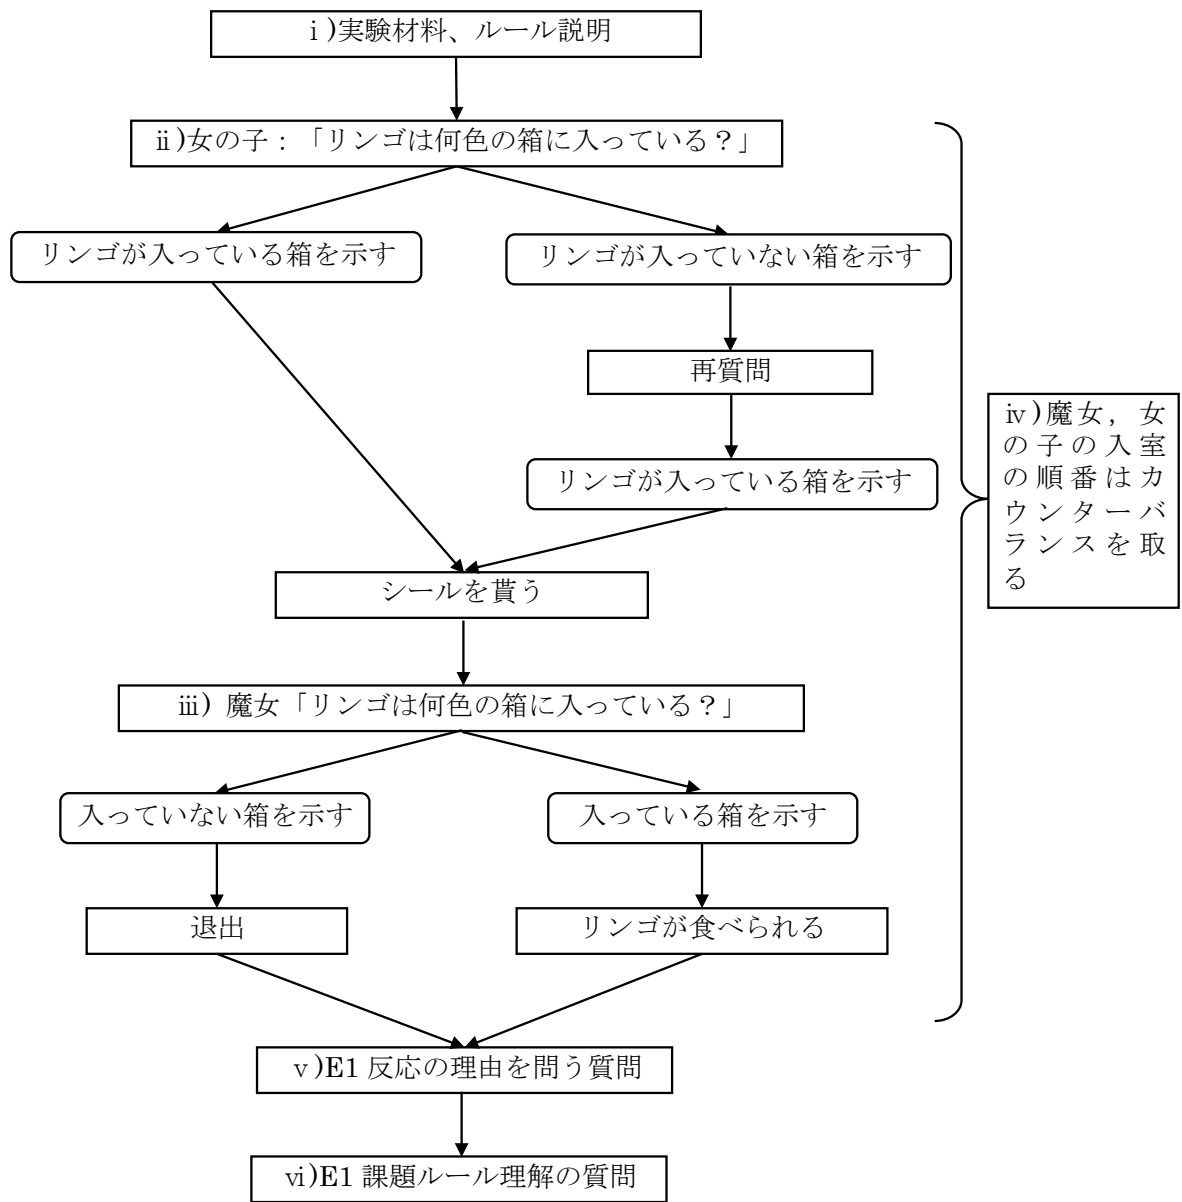 ⅰ)実験材料、ルール説明
ⅱ)女の子：「リンゴは何色の箱に入っている？」
リンゴが入っている箱を示す
リンゴが入っていない箱を示す
再質問
リンゴが入っている箱を示す
シールを貰う
ⅲ) 魔女「リンゴは何色の箱に入っている？」
入っていない箱を示す
入っている箱を示す
退出
リンゴが食べられる
ⅳ)魔女，女
の子の入室
の順番はカ
ウンターバ
ランスを取
る
ⅴ)E1 反応の理由を問う質問
ⅵ)E1 課題ルール理解の質問